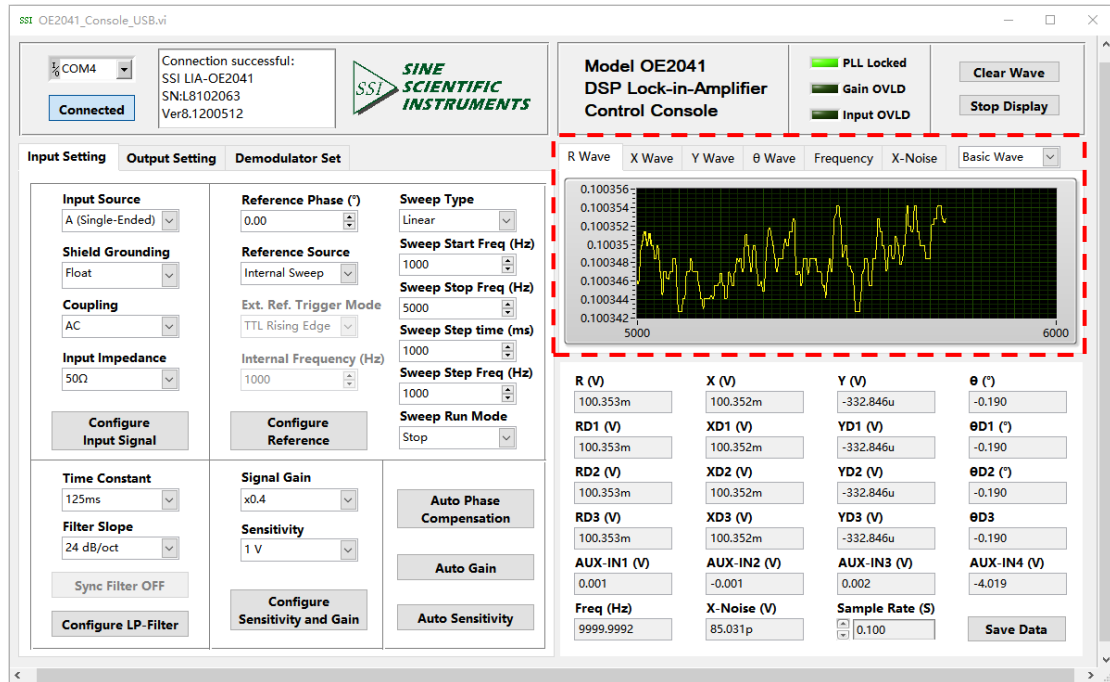 SSI OE2041_Console_USB.vi
COM4
Connected
Connection successful:
SSI LIA-OE2041
SN:L8102063
Ver8.1200512
SSI
SINE
SCIENTIFIC
INSTRUMENTS
Model OE2041
DSP Lock-in-Amplifier
Control Console
PLL Locked
Gain OVLD
Input OVLD
Clear Wave
Stop Display
Input Setting Output Setting Demodulator Set
Input Source
A (Single-Ended)
Shield Grounding
Float
Coupling
AC
Input Impedance
50Ω
Configure
Input Signal
Reference Phase (°)
0.00
Reference Source
Internal Sweep
Ext. Ref. Trigger Mode
TTL Rising Edge
Internal Frequency (Hz)
1000
Configure
Reference
Sweep Type
Linear
Sweep Start Freq (Hz)
1000
Sweep Stop Freq (Hz)
5000
Sweep Step time (ms)
1000
Sweep Step Freq (Hz)
1000
Sweep Run Mode
Stop
Time Constant
125ms
Filter Slope
24 dB/oct
Sync Filter OFF
Configure LP-Filter
Signal Gain
x0.4
Sensitivity
1 V
Configure
Sensitivity and Gain
Auto Phase
Compensation
Auto Gain
Auto Sensitivity
R Wave X Wave Y Wave θ Wave Frequency X-Noise Basic Wave
0.100356
0.100354
0.100352
0.10035
0.100348
0.100346
0.100344
0.100342
5000 6000
R (V) X (V) Y (V) θ (°)
100.353m 100.352m -332.846u -0.190
RD1 (V) XD1 (V) YD1 (V) θD1 (°)
100.353m 100.352m -332.846u -0.190
RD2 (V) XD2 (V) YD2 (V) θD2 (°)
100.353m 100.352m -332.846u -0.190
RD3 (V) XD3 (V) YD3 (V) θD3
100.353m 100.352m -332.846u -0.190
AUX-IN1 (V) AUX-IN2 (V) AUX-IN3 (V) AUX-IN4 (V)
0.001 -0.001 0.002 -4.019
Freq (Hz) X-Noise (V) Sample Rate (S)
9999.9992 85.031p 0.100 Save Data